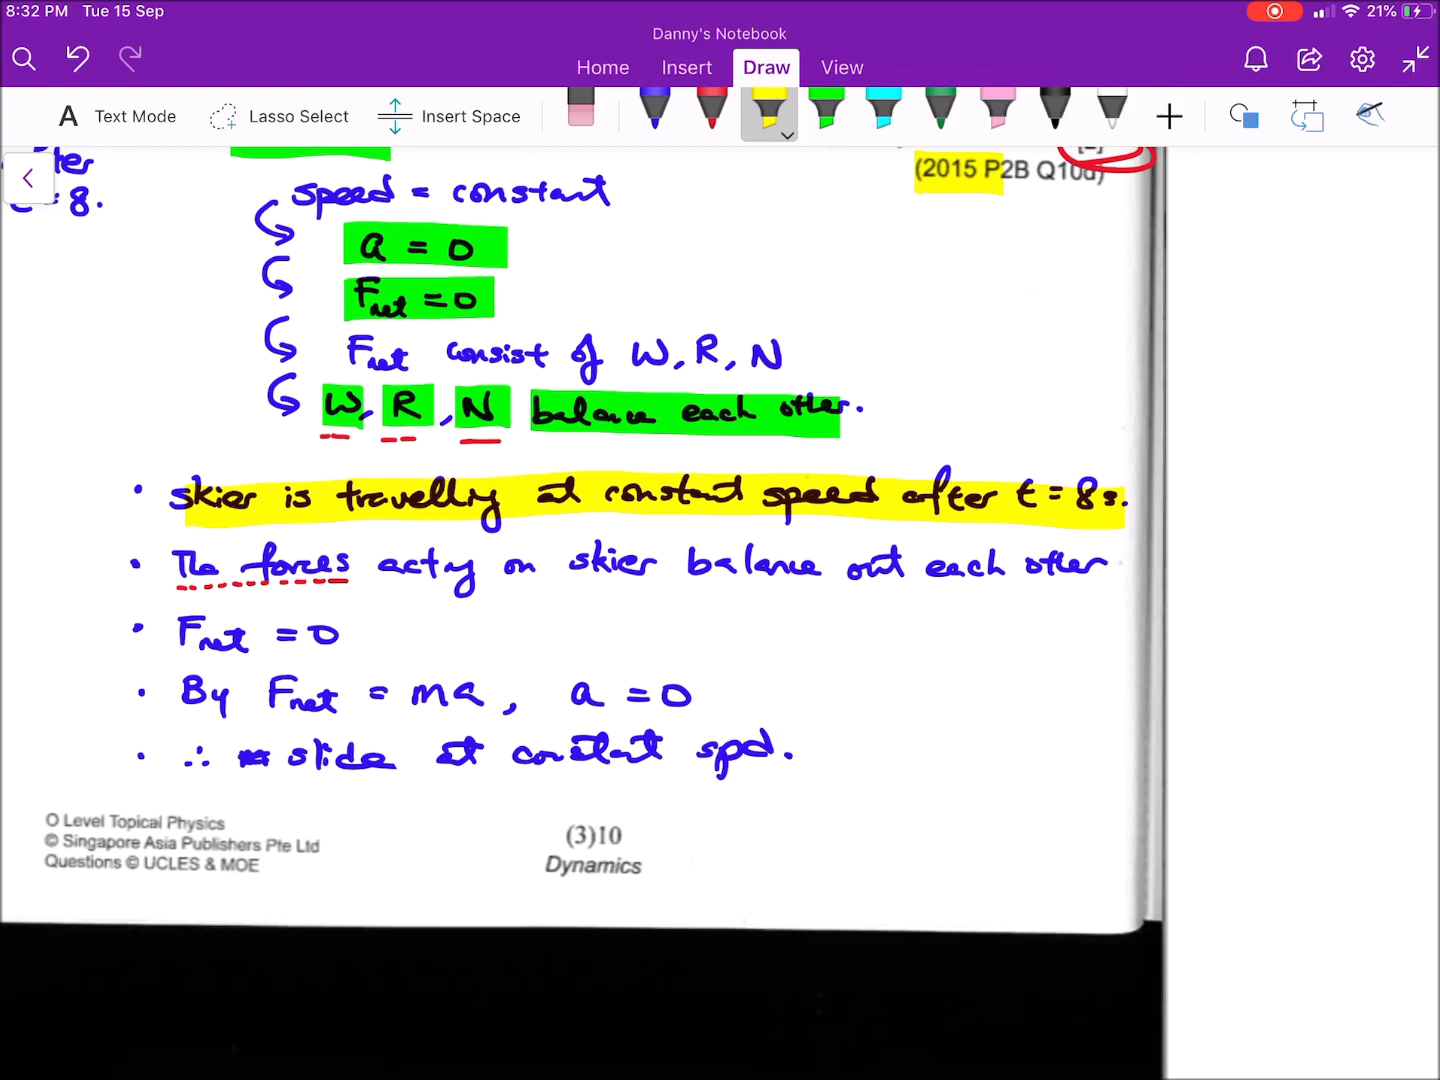 8:32 PM Tue 15 Sep
21%
Danny's Notebook
Home Insert Draw View
A Text Mode Lasso Select Insert Space
after
t = 8.
(2015 P2B Q10d)
speed = constant
a = 0
Fnet = 0
Fnet consist of W, R, N
W, R, N balance each other.
• skier is travelling at constant speed after t = 8s.
• The forces acting on skier balance out each other
• Fnet = 0
• By Fnet = ma, a = 0
• ∴ slide at constant spd.
O Level Topical Physics
© Singapore Asia Publishers Pte Ltd
Questions © UCLES & MOE
(3)10
Dynamics